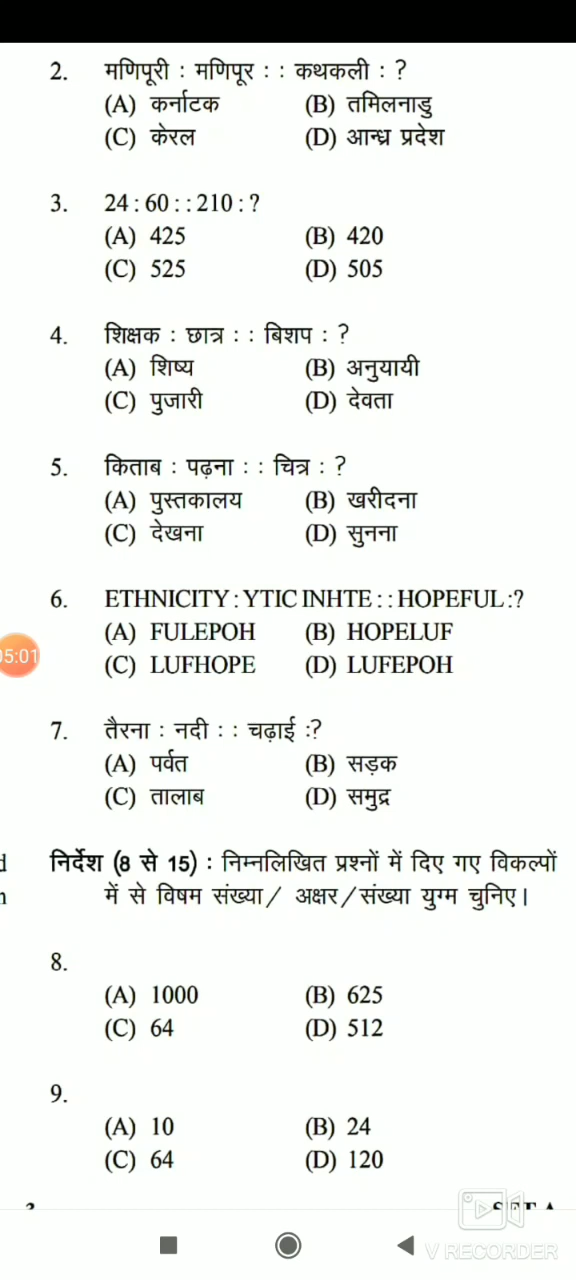 2. मणिपूरी : मणिपूर : : कथकली : ?
(A) कर्नाटक (B) तमिलनाडु
(C) केरल (D) आन्ध्र प्रदेश
3. 24 : 60 : : 210 : ?
(A) 425 (B) 420
(C) 525 (D) 505
4. शिक्षक : छात्र : : बिशप : ?
(A) शिष्य (B) अनुयायी
(C) पुजारी (D) देवता
5. किताब : पढ़ना : : चित्र : ?
(A) पुस्तकालय (B) खरीदना
(C) देखना (D) सुनना
6. ETHNICITY : YTIC INHTE : : HOPEFUL :?
(A) FULEPOH (B) HOPELUF
05:01
(C) LUFHOPE (D) LUFEPOH
7. तैरना : नदी : : चढ़ाई :?
(A) पर्वत (B) सड़क
(C) तालाब (D) समुद्र
निर्देश (8 से 15) : निम्नलिखित प्रश्नों में दिए गए विकल्पों
में से विषम संख्या/ अक्षर/संख्या युग्म चुनिए।
8.
(A) 1000 (B) 625
(C) 64 (D) 512
9.
(A) 10 (B) 24
(C) 64 (D) 120
V RECORDER